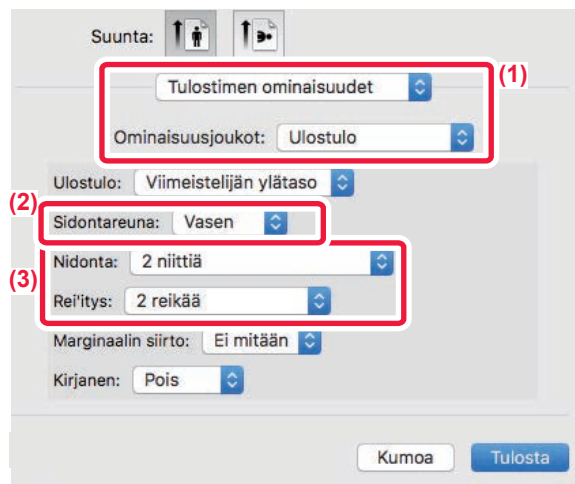 Suunta:
(1)
Tulostimen ominaisuudet
Ominaisuusjoukot: Ulostulo
Ulostulo: Viimeistelijän ylätaso
(2)
Sidontareuna: Vasen
(3)
Nidonta: 2 niittiä
Rei'itys: 2 reikää
Marginaalin siirto: Ei mitään
Kirjanen: Pois
Kumoa Tulosta